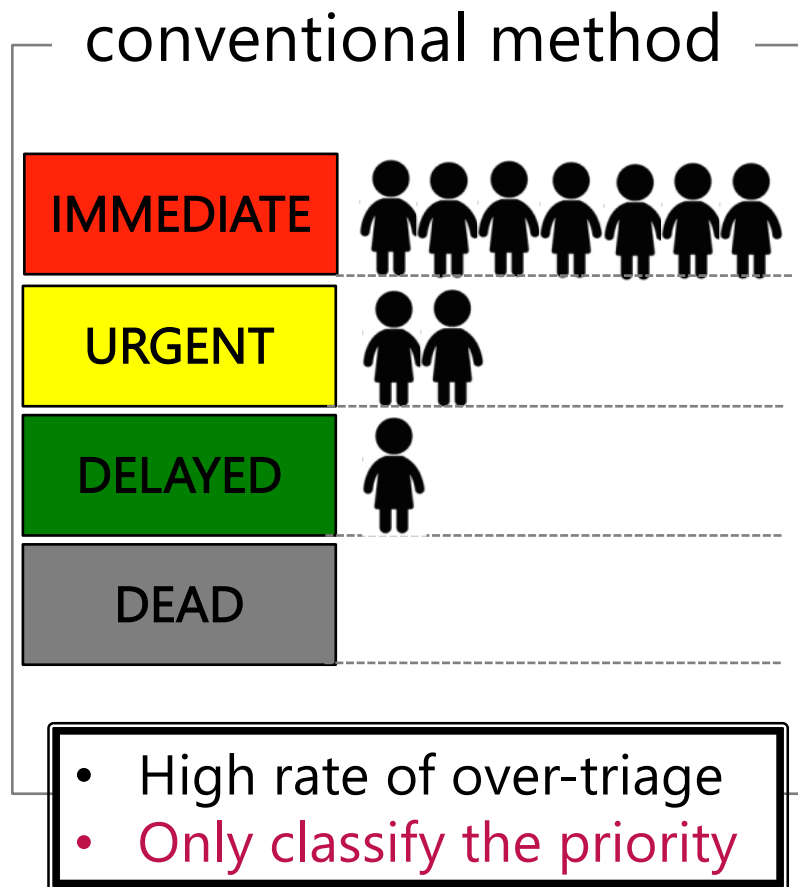 conventional method
IMMEDIATE
URGENT
DELAYED
DEAD
• High rate of over-triage
• Only classify the priority